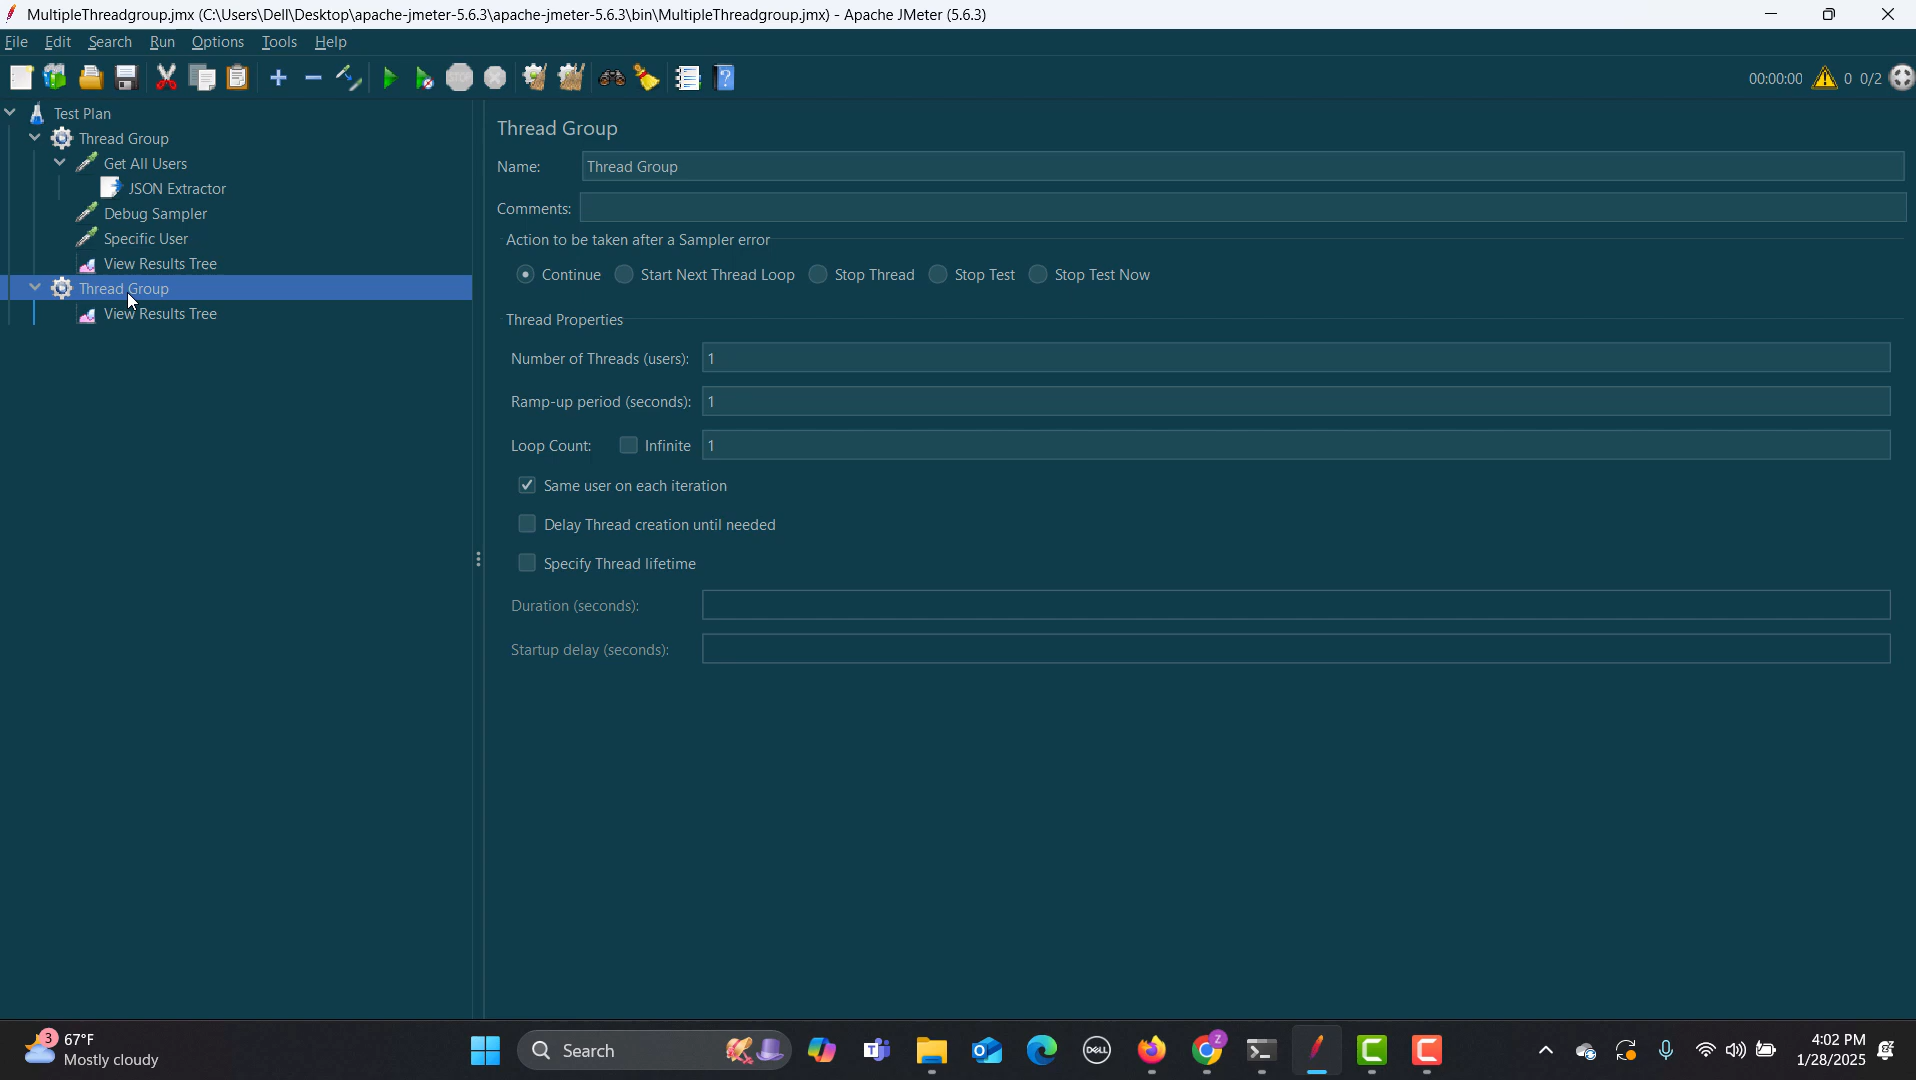 MultipleThreadgroup.jmx (C:\Users\Dell\Desktop\apache-jmeter-5.6.3\apache-jmeter-5.6.3\bin\MultipleThreadgroup.jmx) - Apache JMeter (5.6.3)
File Edit Search Run Options Tools Help
STOP ? 00:00:00 0 0/2
Test Plan
Thread Group
Get All Users
JSON Extractor
Debug Sampler
Specific User
View Results Tree
Thread Group
View Results Tree
Thread Group
Name: Thread Group
Comments:
Action to be taken after a Sampler error
Continue Start Next Thread Loop Stop Thread Stop Test Stop Test Now
Thread Properties
Number of Threads (users): 1
Ramp-up period (seconds): 1
Loop Count: Infinite 1
Same user on each iteration
Delay Thread creation until needed
Specify Thread lifetime
Duration (seconds):
Startup delay (seconds):
3 67°F
Mostly cloudy
Search
DELL
Z
4:02 PM
1/28/2025